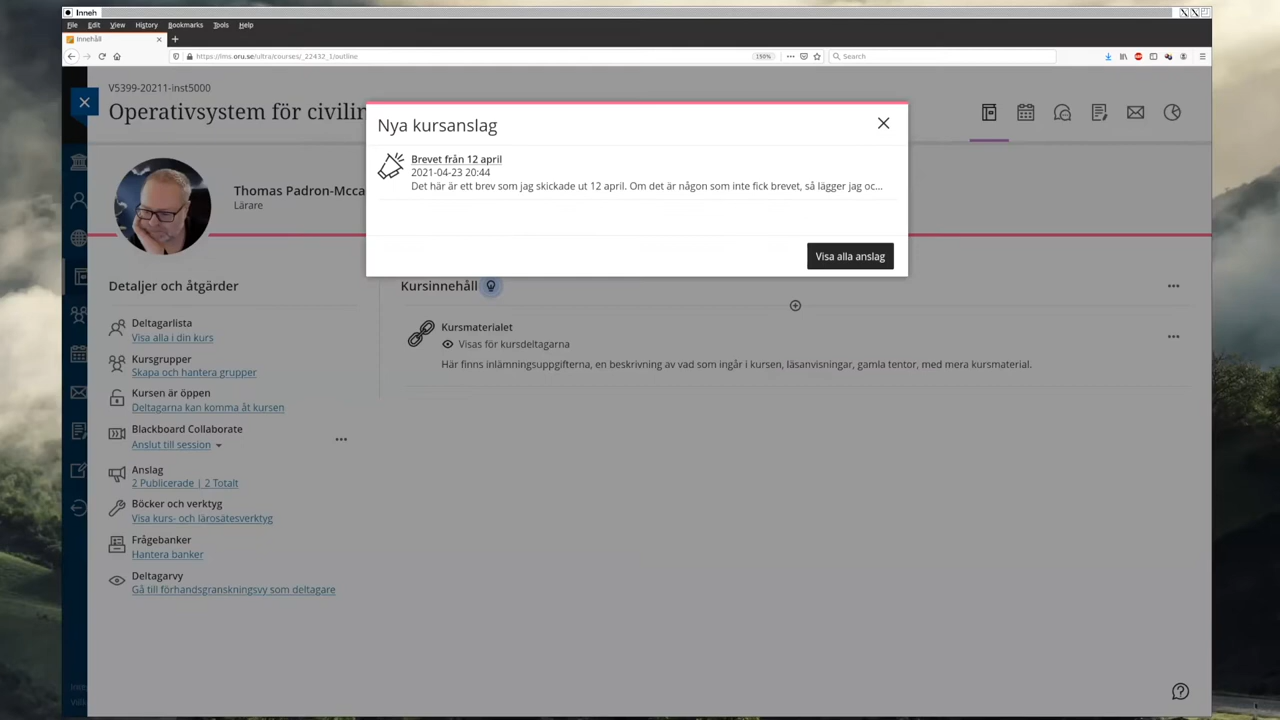 Inneh
File Edit View History Bookmarks Tools Help
Innehåll
https://lms.oru.se/ultra/courses/_22432_1/outline
150%
Search
V5399-20211-inst5000
Operativsystem för civilin
Thomas Padron-Mcca
Lärare
Nya kursanslag
Brevet från 12 april
2021-04-23 20:44
Det här är ett brev som jag skickade ut 12 april. Om det är någon som inte fick brevet, så lägger jag oc...
Visa alla anslag
Detaljer och åtgärder
Deltagarlista
Visa alla i din kurs
Kursgrupper
Skapa och hantera grupper
Kursen är öppen
Deltagarna kan komma åt kursen
Blackboard Collaborate
Anslut till session
Anslag
2 Publicerade | 2 Totalt
Böcker och verktyg
Visa kurs- och lärosätesverktyg
Frågebanker
Hantera banker
Deltagarvy
Gå till förhandsgranskningsvy som deltagare
Kursinnehåll
Kursmaterialet
Visas för kursdeltagarna
Här finns inlämningsuppgifterna, en beskrivning av vad som ingår i kursen, läsanvisningar, gamla tentor, med mera kursmaterial.